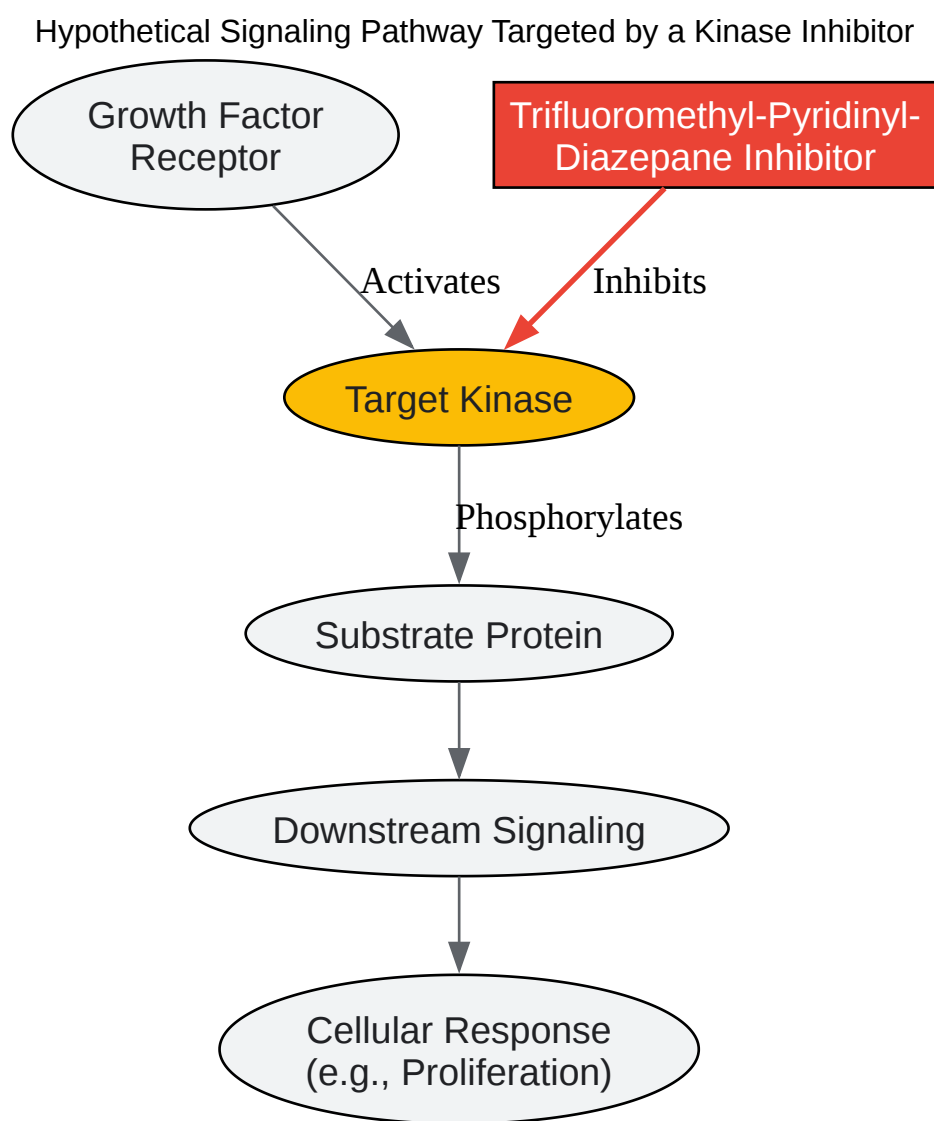 Hypothetical Signaling Pathway Targeted by a Kinase Inhibitor
Growth Factor
Receptor
Trifluoromethyl-Pyridinyl-
Diazepane Inhibitor
Activates
Inhibits
Target Kinase
Phosphorylates
Substrate Protein
Downstream Signaling
Cellular Response
(e.g., Proliferation)